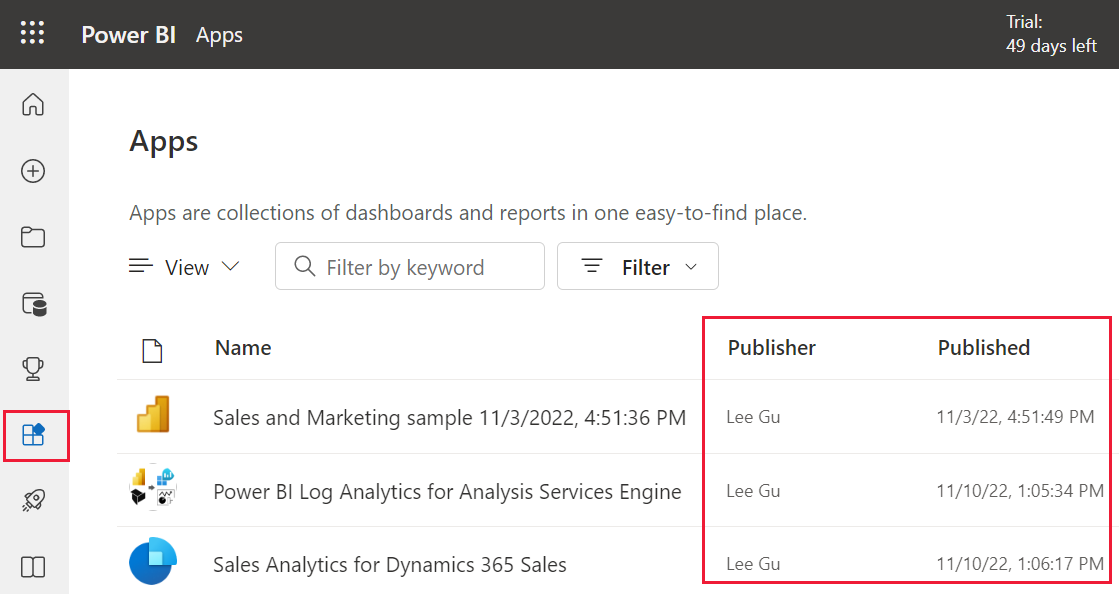 Power BI Apps
Trial:
49 days left
Apps
Apps are collections of dashboards and reports in one easy-to-find place.
View Filter by keyword Filter
Name Publisher Published
Sales and Marketing sample 11/3/2022, 4:51:36 PM Lee Gu 11/3/22, 4:51:49 PM
Power BI Log Analytics for Analysis Services Engine Lee Gu 11/10/22, 1:05:34 PM
Sales Analytics for Dynamics 365 Sales Lee Gu 11/10/22, 1:06:17 PM